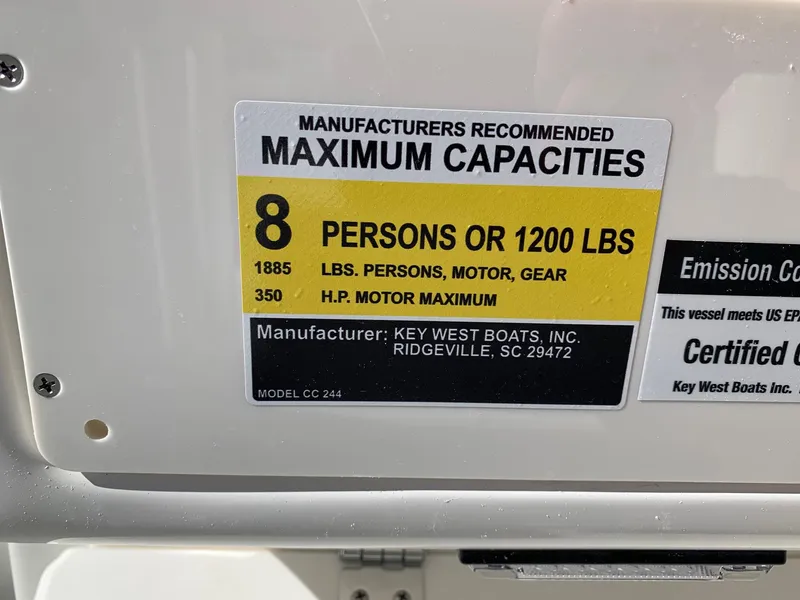 MANUFACTURERS RECOMMENDED
MAXIMUM CAPACITIES
8 PERSONS OR 1200 LBS
1885 LBS. PERSONS, MOTOR, GEAR
350 H.P. MOTOR MAXIMUM
Manufacturer: KEY WEST BOATS, INC.
RIDGEVILLE, SC 29472
MODEL CC 244
Emission
This vessel meets US
Certified
Key West Boats Inc.